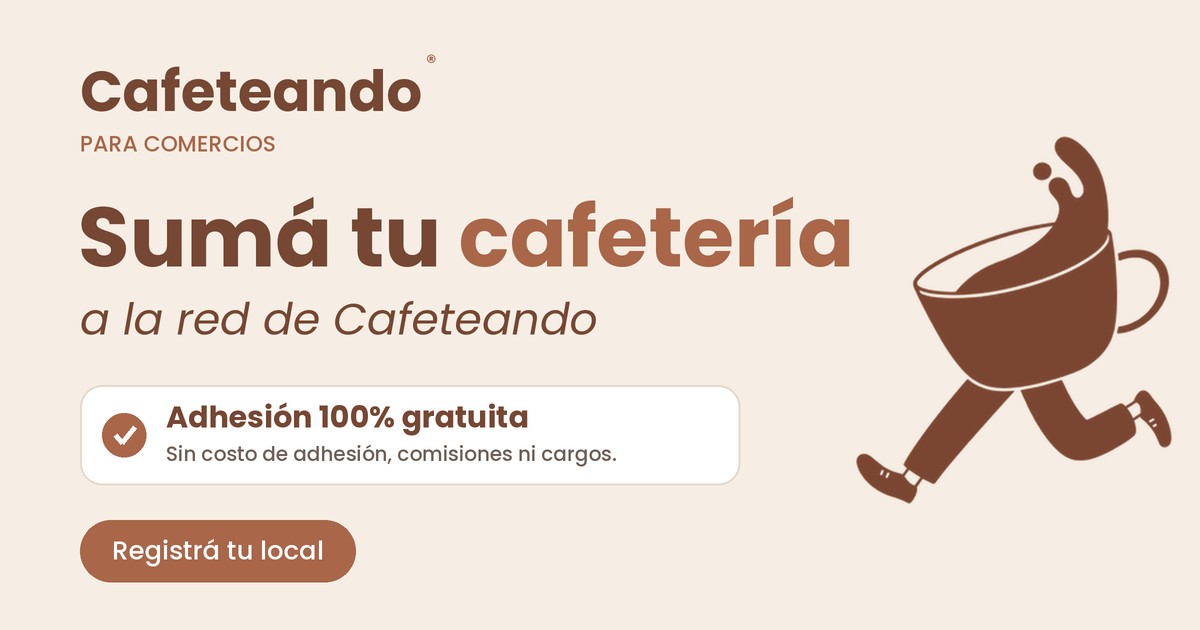 Cafeteando®
PARA COMERCIOS
Sumá tu cafetería
a la red de Cafeteando
Adhesión 100% gratuita
Sin costo de adhesión, comisiones ni cargos.
Registrá tu local